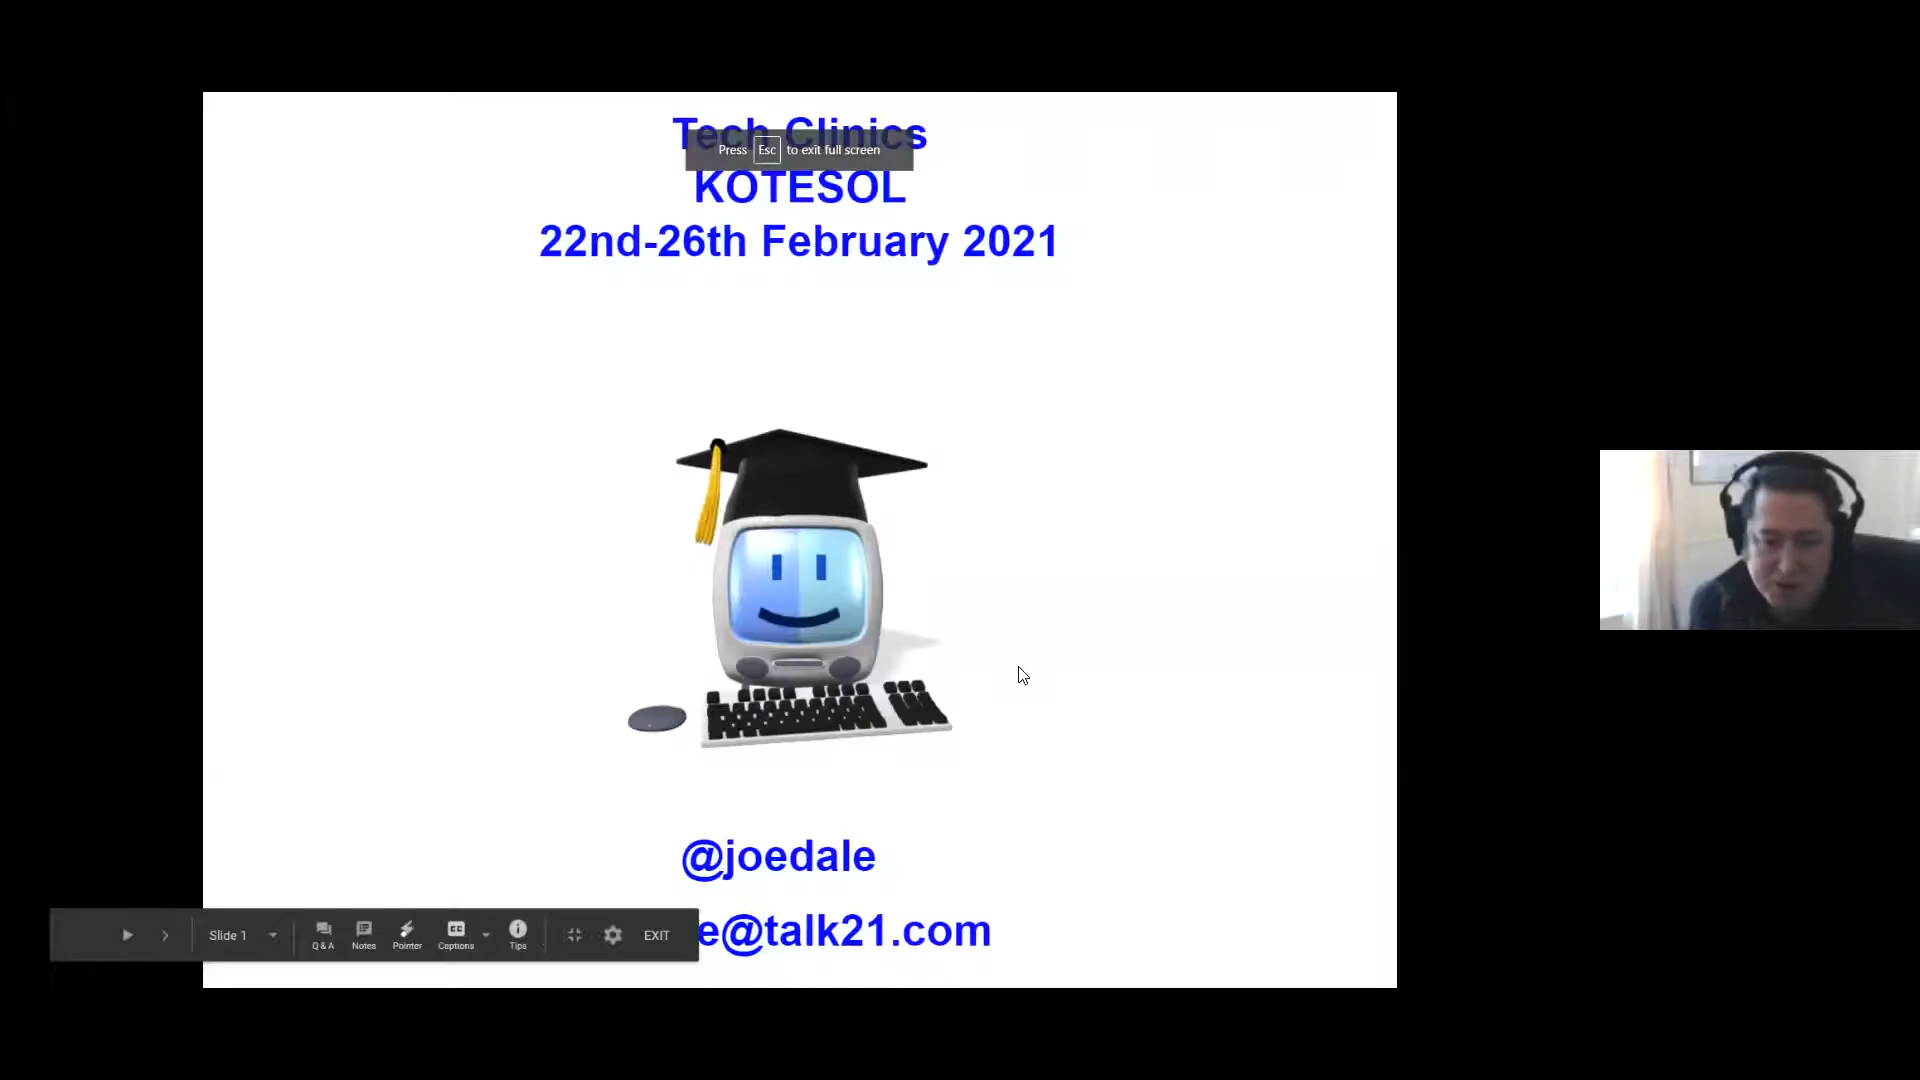 Tech Clinics
Press Esc to exit full screen
KOTESOL
22nd-26th February 2021
@joedale
e@talk21.com
Slide 1
Q & A
Notes
Pointer
CC
Captions
Tips
EXIT